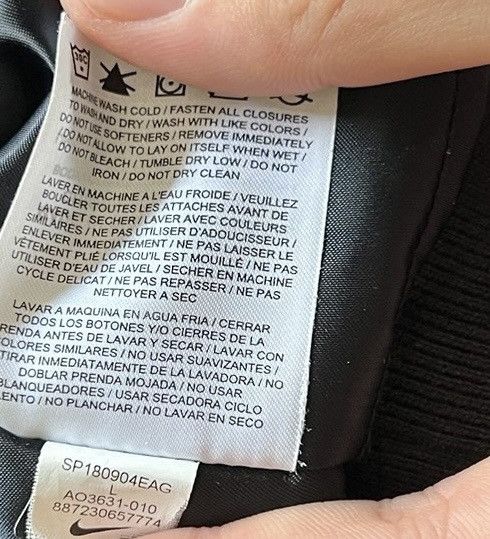 30C
MACHINE WASH COLD / FASTEN ALL CLOSURES
TO WASH AND DRY / WASH WITH LIKE COLORS /
DO NOT USE SOFTENERS / REMOVE IMMEDIATELY
/ DO NOT ALLOW TO LAY ON ITSELF WHEN WET /
DO NOT BLEACH / TUMBLE DRY LOW / DO NOT
IRON / DO NOT DRY CLEAN
LAVER EN MACHINE A L'EAU FROIDE / VEUILLEZ
BOUCLER TOUTES LES ATTACHES AVANT DE
LAVER ET SECHER / LAVER AVEC COULEURS
SIMILAIRES / NE PAS UTILISER D'ADOUCISSEUR /
ENLEVER IMMEDIATEMENT / NE PAS LAISSER LE
VÊTEMENT PLIÉ LORSQU'IL EST MOUILLÉ / NE PAS
UTILISER D'EAU DE JAVEL / SECHER EN MACHINE
CYCLE DELICAT / NE PAS REPASSER / NE PAS
NETTOYER A SEC
LAVAR A MAQUINA EN AGUA FRIA / CERRAR
TODOS LOS BOTONES Y/O CIERRES DE LA
RENDA ANTES DE LAVAR Y SECAR / LAVAR CON
OLORES SIMILARES / NO USAR SUAVIZANTES /
TIRAR INMEDIATAMENTE DE LA LAVADORA / NO
DOBLAR PRENDA MOJADA / NO USAR
BLANQUEADORES / USAR SECADORA CICLO
LENTO / NO PLANCHAR / NO LAVAR EN SECO
SP180904EAG
L
AO3631-010
887230657774